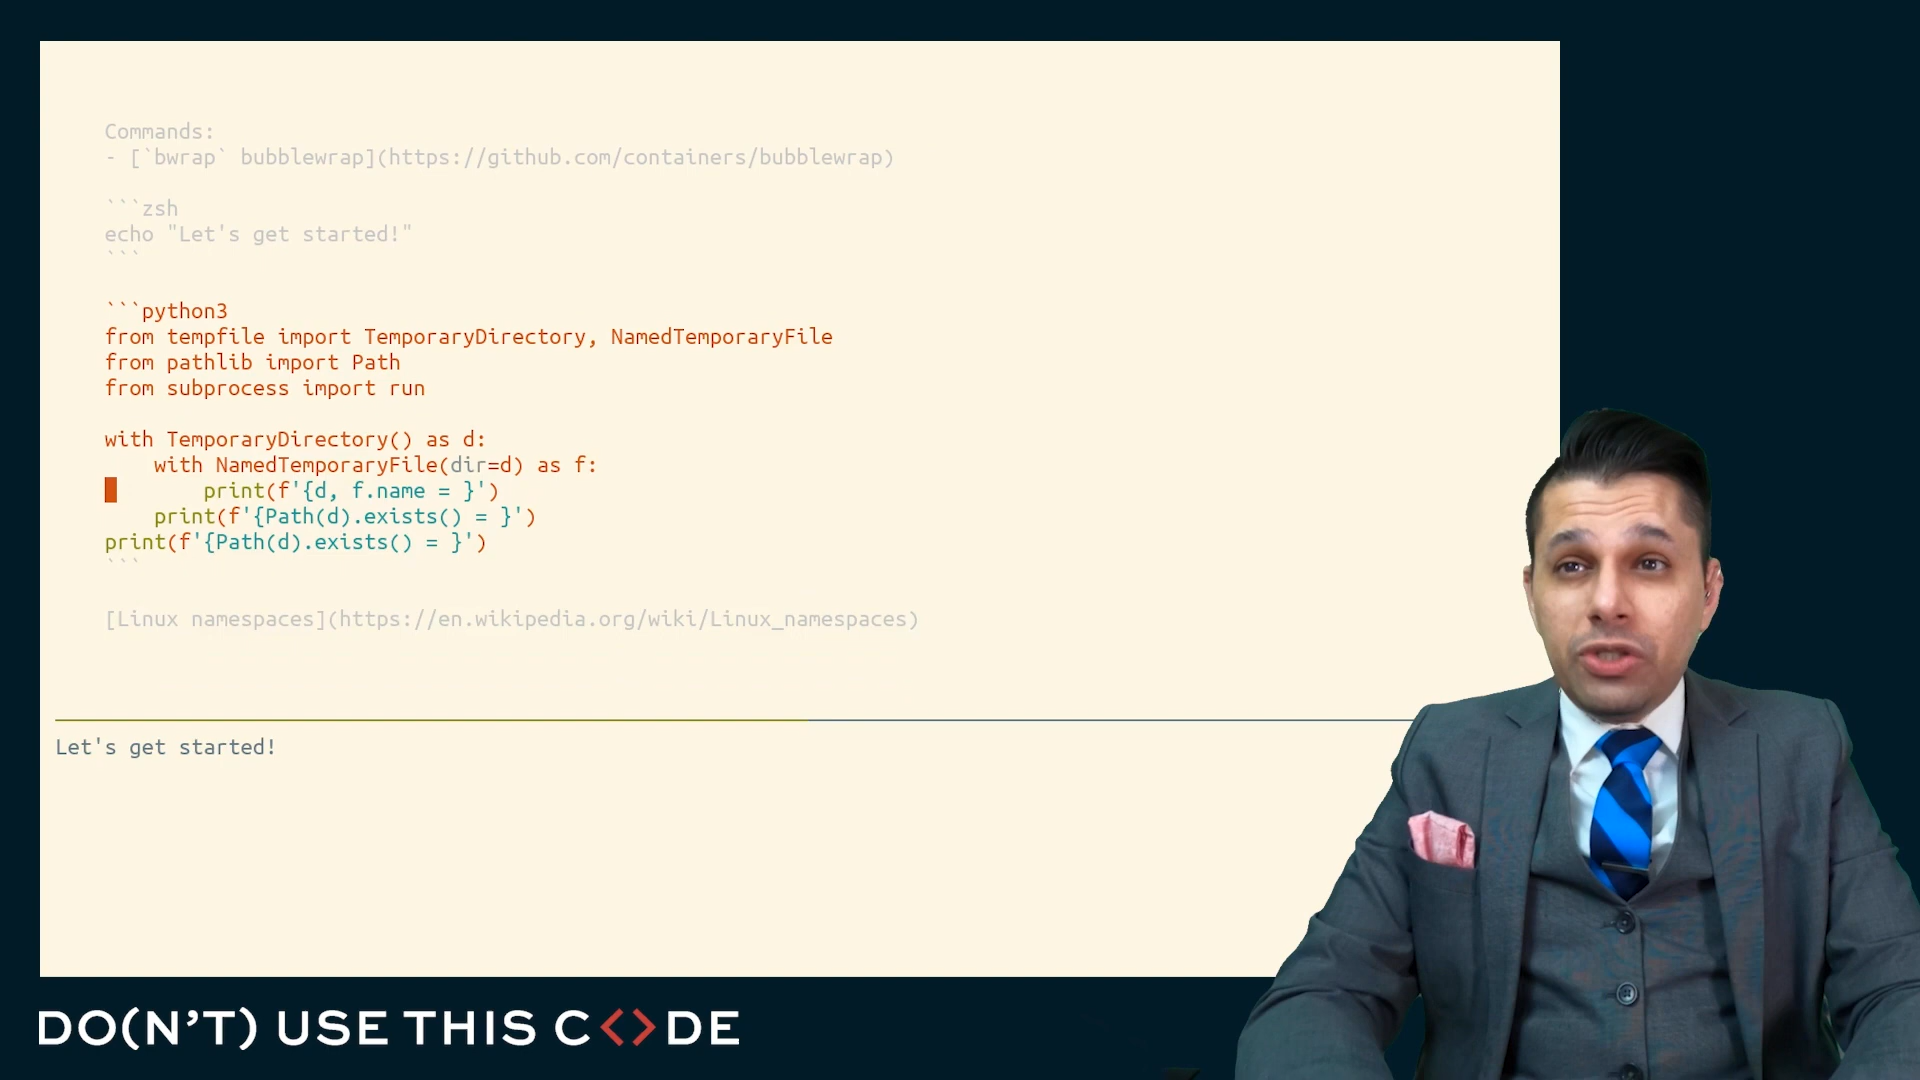 Commands:
- [`bwrap` bubblewrap](https://github.com/containers/bubblewrap)
```zsh
echo "Let's get started!"
```
```python3
from tempfile import TemporaryDirectory, NamedTemporaryFile
from pathlib import Path
from subprocess import run
with TemporaryDirectory() as d:
    with NamedTemporaryFile(dir=d) as f:
        print(f'{d, f.name = }')
    print(f'{Path(d).exists() = }')
print(f'{Path(d).exists() = }')
```
[Linux namespaces](https://en.wikipedia.org/wiki/Linux_namespaces)
Let's get started!
DO(N'T) USE THIS C<>DE